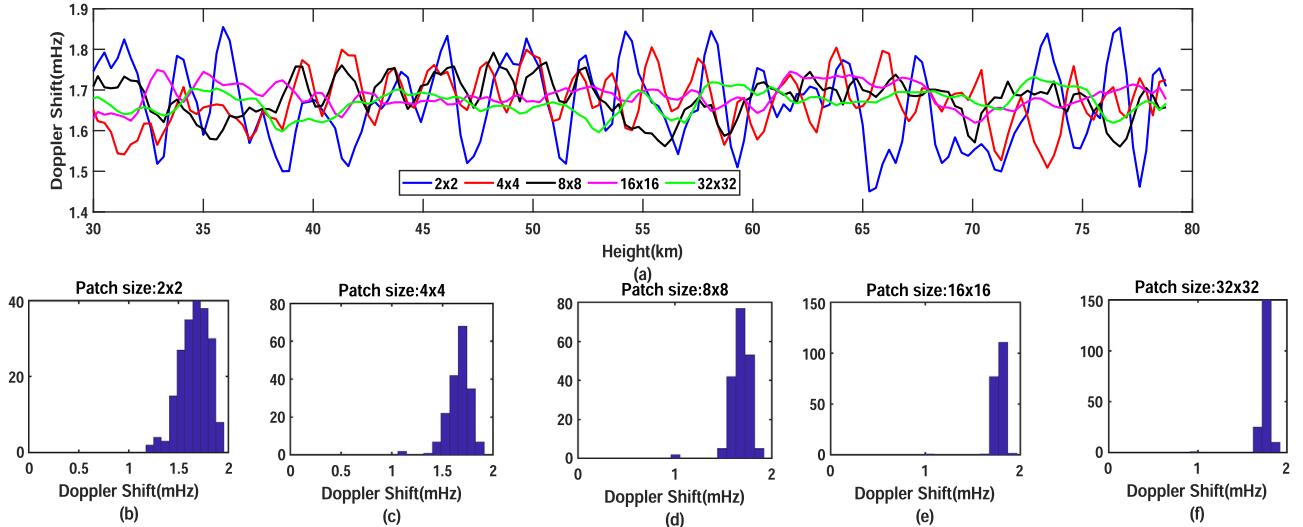 1.9
1.8
1.7
1.6
1.5
1.4
Doppler Shift(mHz)
30 35 40 45 50 55 60 65 70 75 80
2x2 4x4 8x8 16x16 32x32
Height(km)
(a)
Patch size:2x2
40
20
0
0 0.5 1 1.5 2
Doppler Shift(mHz)
(b)
Patch size:4x4
80
60
40
20
0
0 0.5 1 1.5 2
Doppler Shift(mHz)
(c)
Patch size:8x8
80
60
40
20
0
0 1 2
Doppler Shift(mHz)
(d)
Patch size:16x16
150
100
50
0
0 1 2
Doppler Shift(mHz)
(e)
Patch size:32x32
150
100
50
0
0 1 2
Doppler Shift(mHz)
(f)